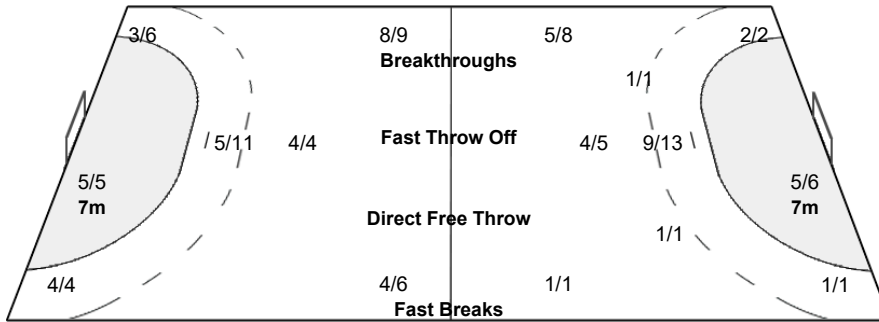 3/6 8/9 5/8 2/2
Breakthroughs
1/1
5/11 4/4 Fast Throw Off 4/5 9/13
5/5 5/6
7m 7m
Direct Free Throw
1/1
4/4 4/6 1/1 1/1
Fast Breaks